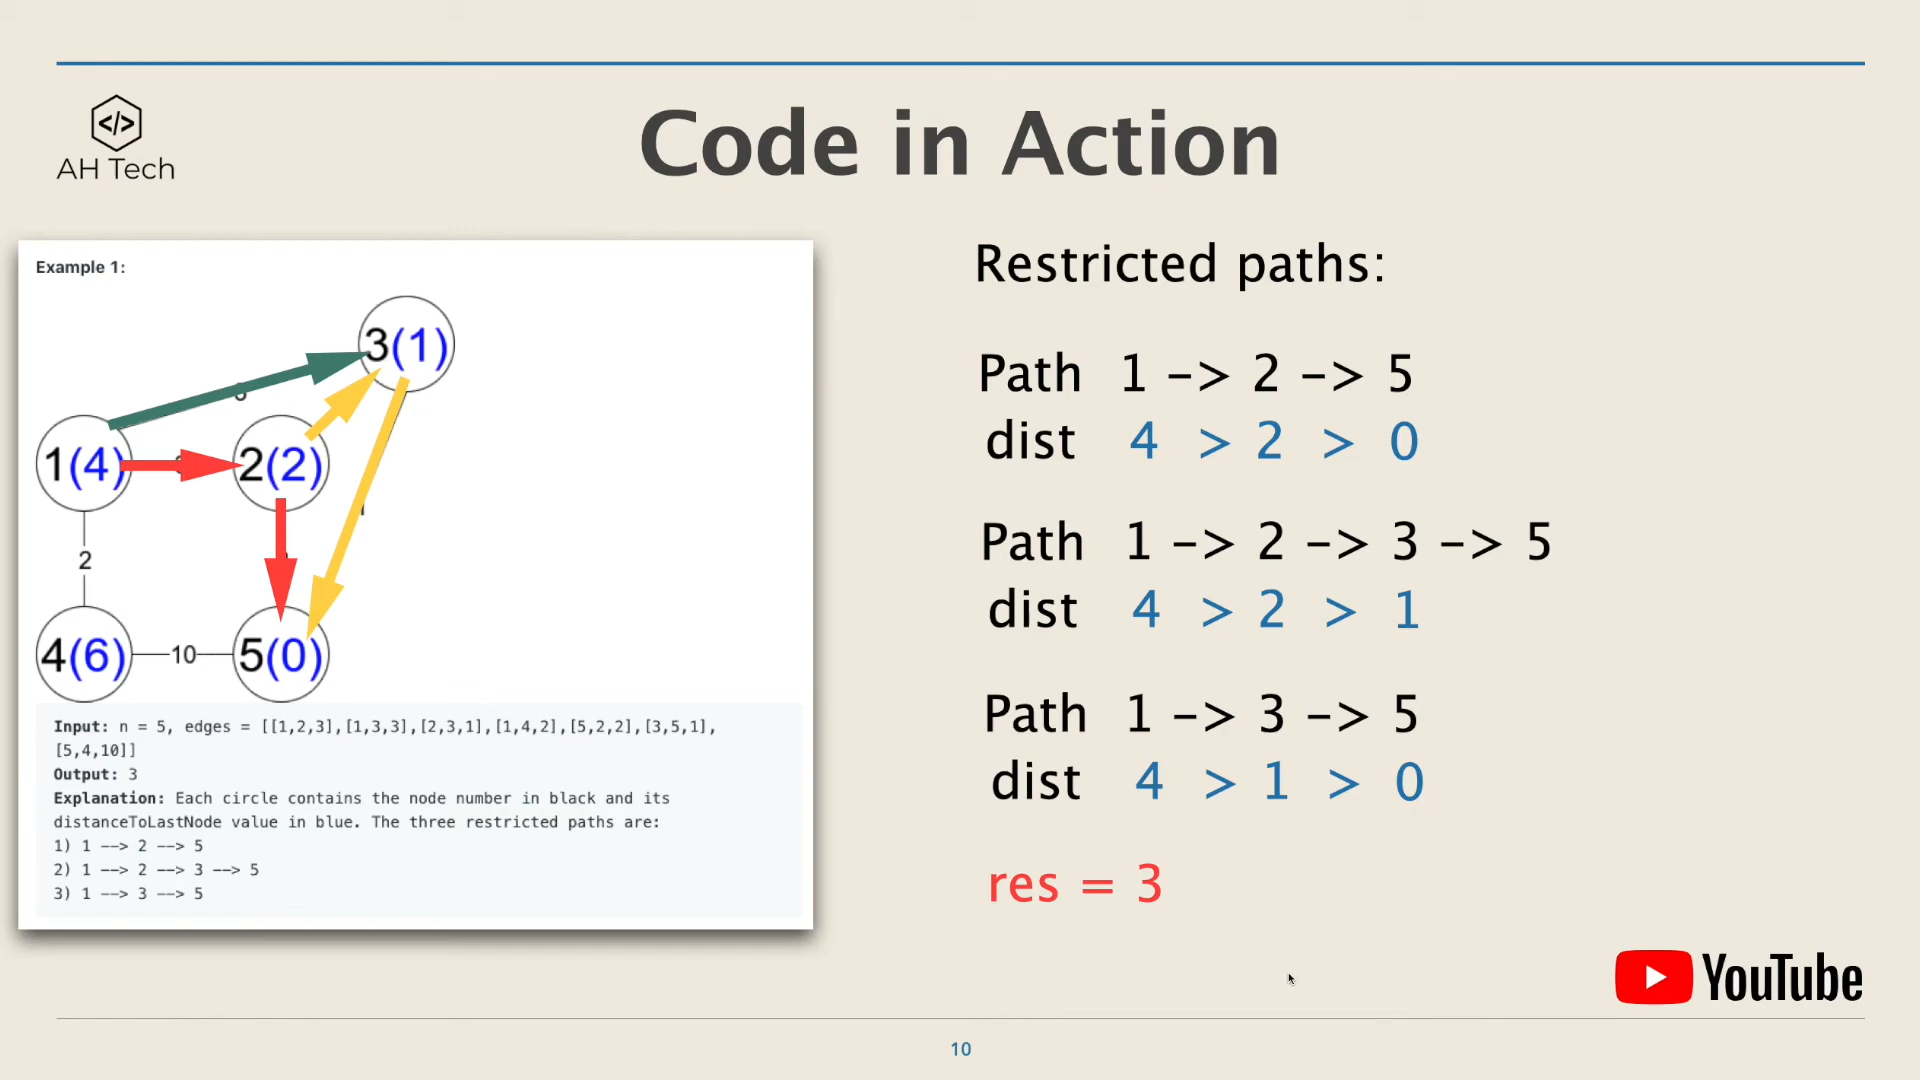 </>
AH Tech
Code in Action
Example 1:
3(1)
1(4)
2(2)
2
4(6)
10
5(0)
Input: n = 5, edges = [[1,2,3],[1,3,3],[2,3,1],[1,4,2],[5,2,2],[3,5,1],
[5,4,10]]
Output: 3
Explanation: Each circle contains the node number in black and its
distanceToLastNode value in blue. The three restricted paths are:
1) 1 --> 2 --> 5
2) 1 --> 2 --> 3 --> 5
3) 1 --> 3 --> 5
Restricted paths:
Path 1 -> 2 -> 5
dist 4 > 2 > 0
Path 1 -> 2 -> 3 -> 5
dist 4 > 2 > 1
Path 1 -> 3 -> 5
dist 4 > 1 > 0
res = 3
YouTube
10